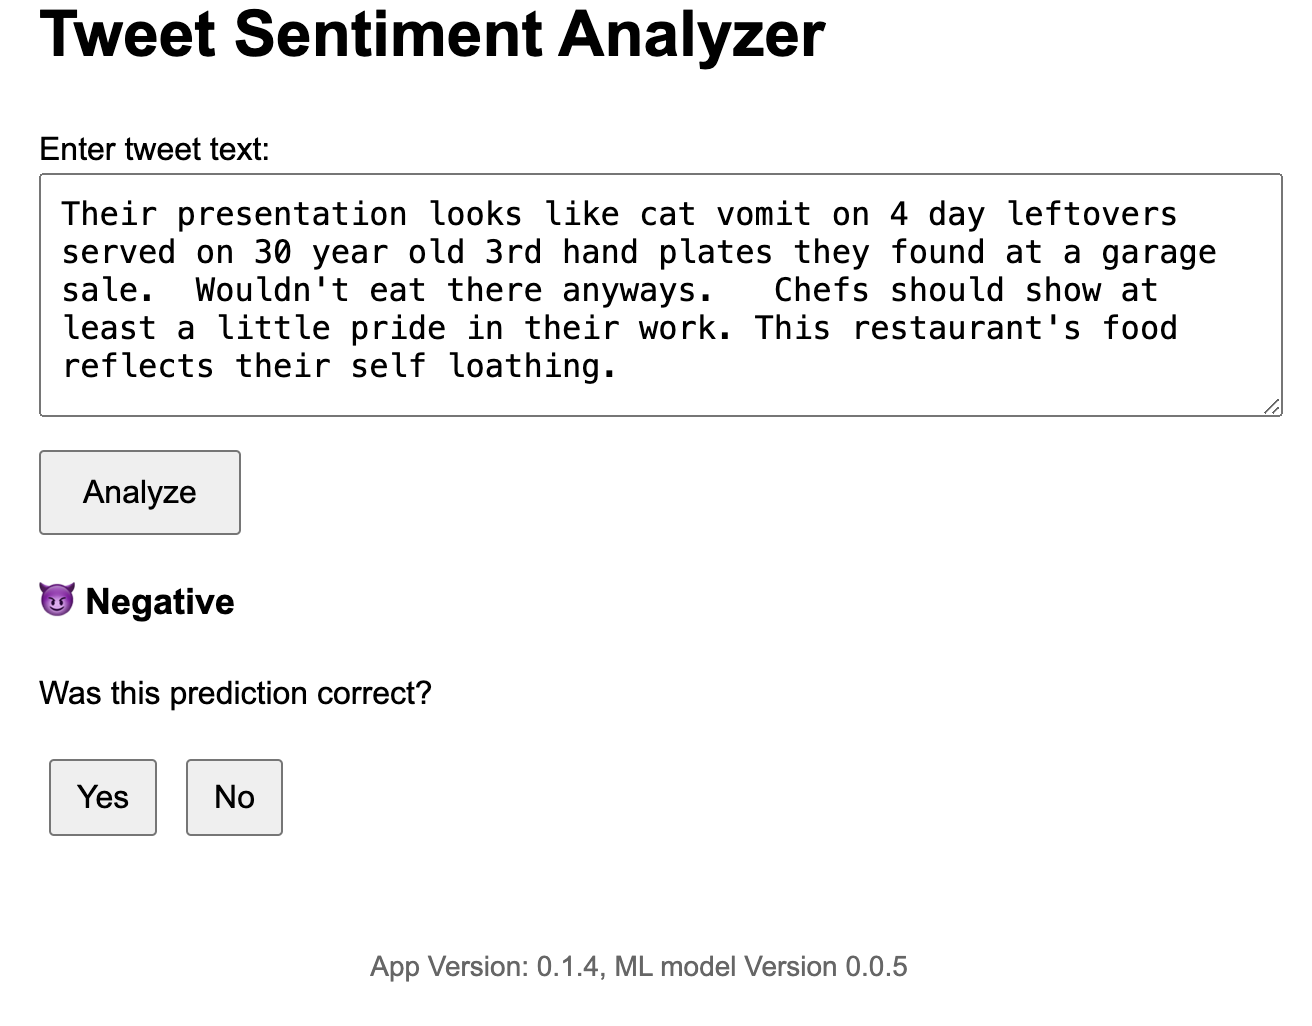 Tweet Sentiment Analyzer
Enter tweet text:
Their presentation looks like cat vomit on 4 day leftovers
served on 30 year old 3rd hand plates they found at a garage
sale.  Wouldn't eat there anyways.   Chefs should show at
least a little pride in their work. This restaurant's food
reflects their self loathing.
Analyze
😈 Negative
Was this prediction correct?
Yes No
App Version: 0.1.4, ML model Version 0.0.5